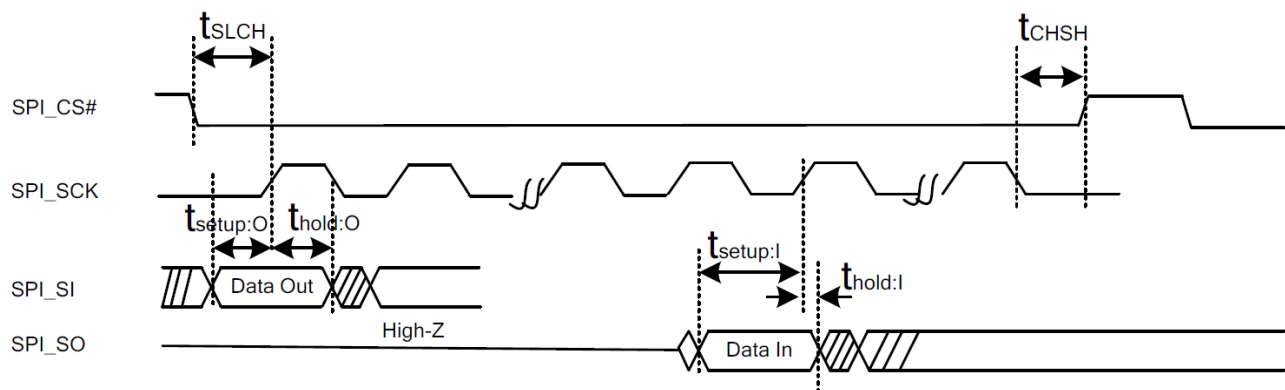 tSLCH
tCHSH
SPI_CS#
SPI_SCK
tsetup:O thold:O
tsetup:I
thold:I
SPI_SI Data Out
High-Z
SPI_SO Data In